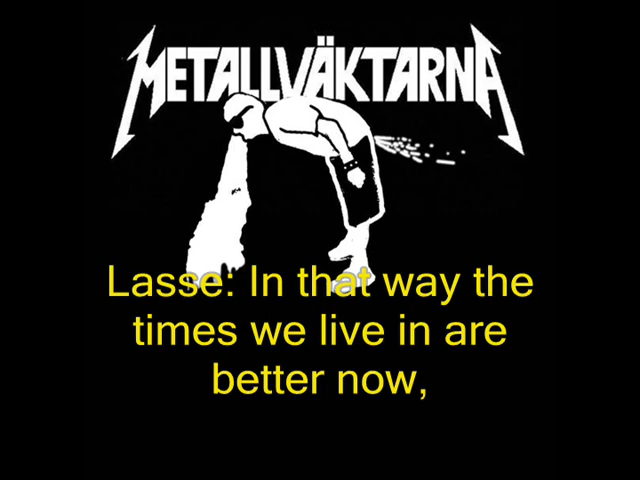 METALLVÄKTARNA
Lasse: In that way the
times we live in are
better now,